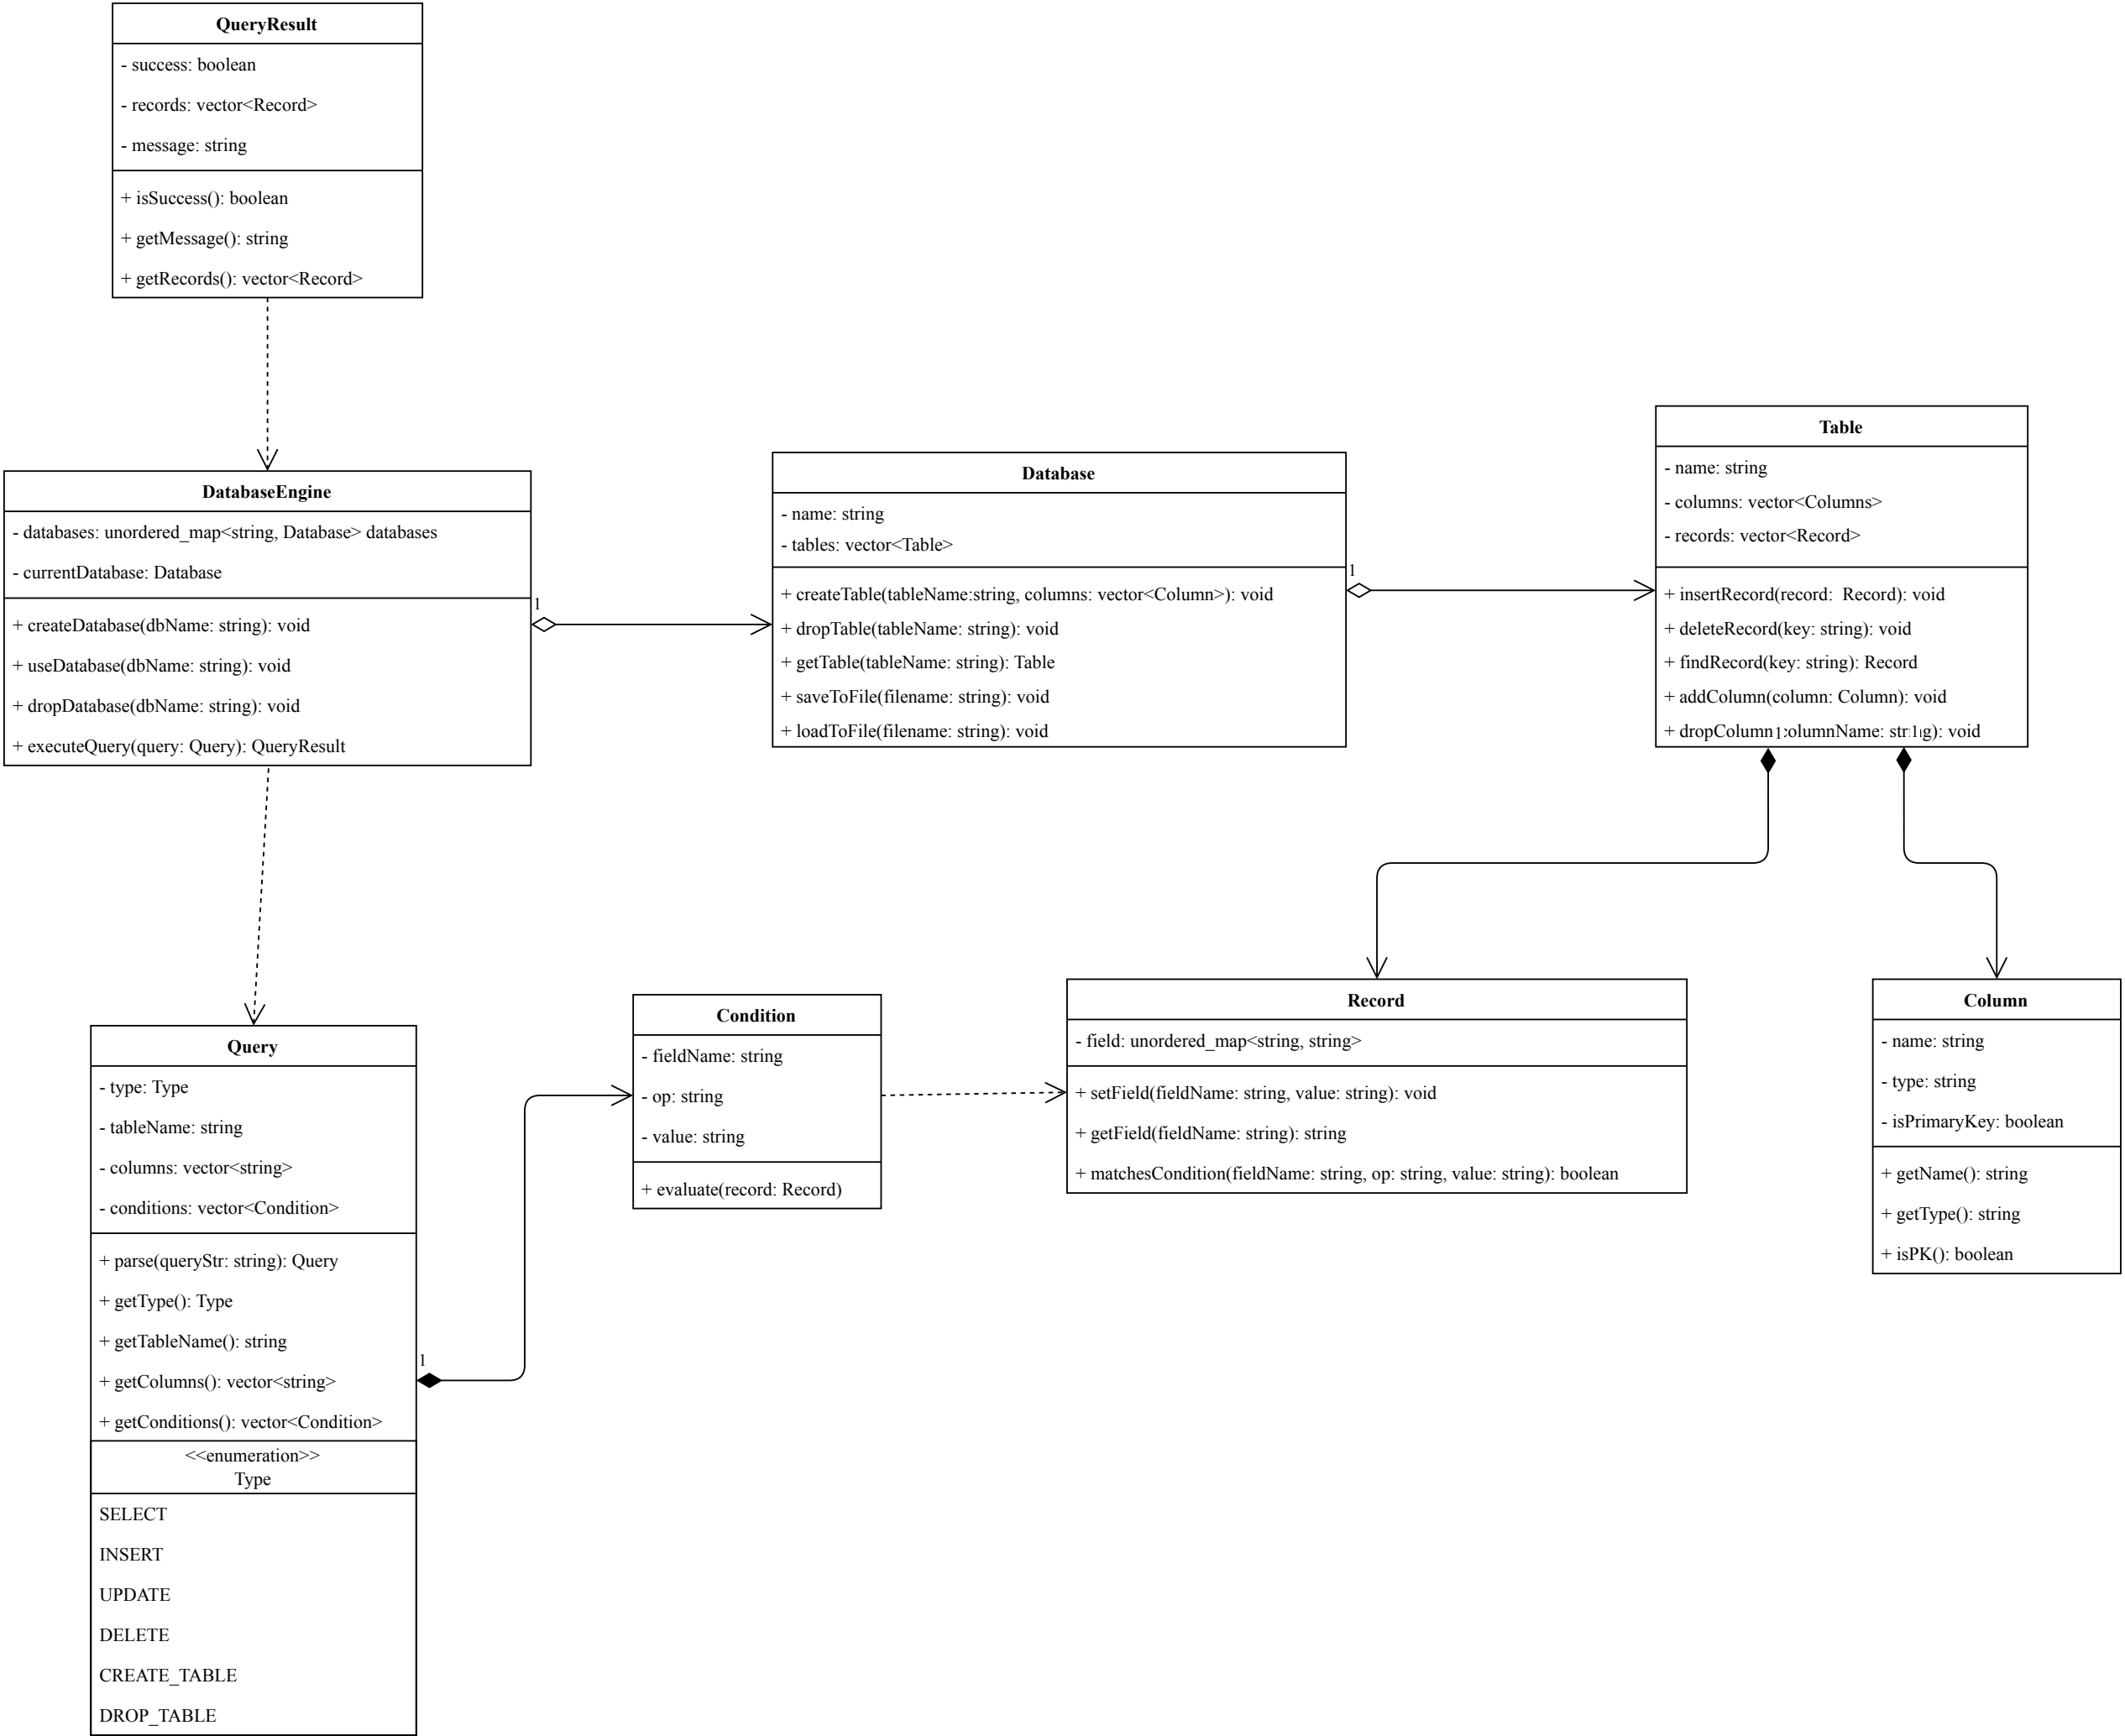 QueryResult
- success: boolean
- records: vector<Record>
- message: string
+ isSuccess(): boolean
+ getMessage(): string
+ getRecords(): vector<Record>
DatabaseEngine
- databases: unordered_map<string, Database> databases
- currentDatabase: Database
+ createDatabase(dbName: string): void
+ useDatabase(dbName: string): void
+ dropDatabase(dbName: string): void
+ executeQuery(query: Query): QueryResult
1
Database
- name: string
- tables: vector<Table>
+ createTable(tableName:string, columns: vector<Column>): void
+ dropTable(tableName: string): void
+ getTable(tableName: string): Table
+ saveToFile(filename: string): void
+ loadToFile(filename: string): void
1
Table
- name: string
- columns: vector<Columns>
- records: vector<Record>
+ insertRecord(record:  Record): void
+ deleteRecord(key: string): void
+ findRecord(key: string): Record
+ addColumn(column: Column): void
+ dropColumn(columnName: string): void
1
1
Query
- type: Type
- tableName: string
- columns: vector<string>
- conditions: vector<Condition>
+ parse(queryStr: string): Query
+ getType(): Type
+ getTableName(): string
+ getColumns(): vector<string>
+ getConditions(): vector<Condition>
<<enumeration>>
Type
SELECT
INSERT
UPDATE
DELETE
CREATE_TABLE
DROP_TABLE
1
Condition
- fieldName: string
- op: string
- value: string
+ evaluate(record: Record)
Record
- field: unordered_map<string, string>
+ setField(fieldName: string, value: string): void
+ getField(fieldName: string): string
+ matchesCondition(fieldName: string, op: string, value: string): boolean
Column
- name: string
- type: string
- isPrimaryKey: boolean
+ getName(): string
+ getType(): string
+ isPK(): boolean